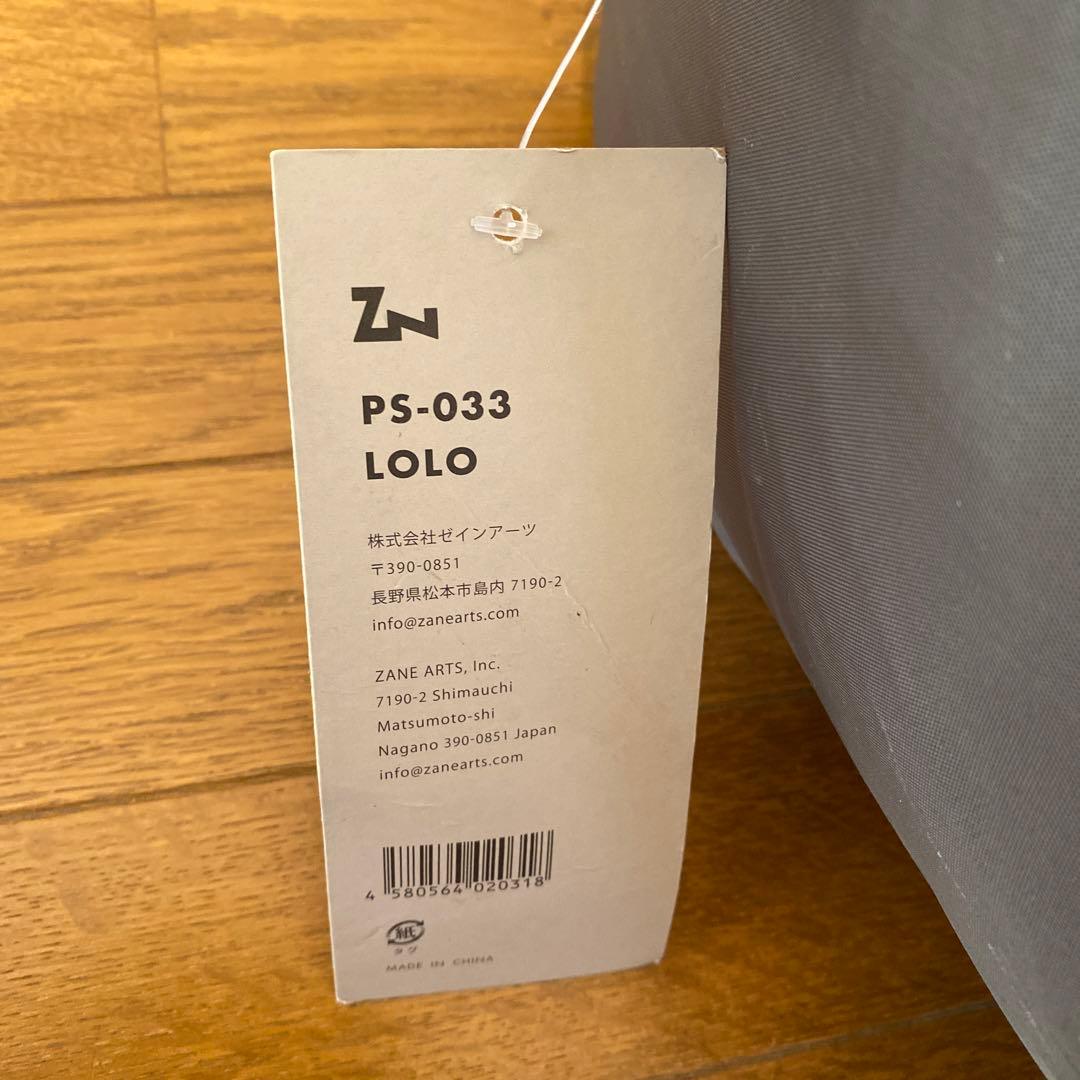 ZN
PS-033
LOLO
株式会社ゼインアーツ
〒390-0851
長野県松本市島内 7190-2
info@zanearts.com
ZANE ARTS, Inc.
7190-2 Shimauchi
Matsumoto-shi
Nagano 390-0851 Japan
info@zanearts.com
4 580564 020318
紙
タグ
MADE IN CHINA